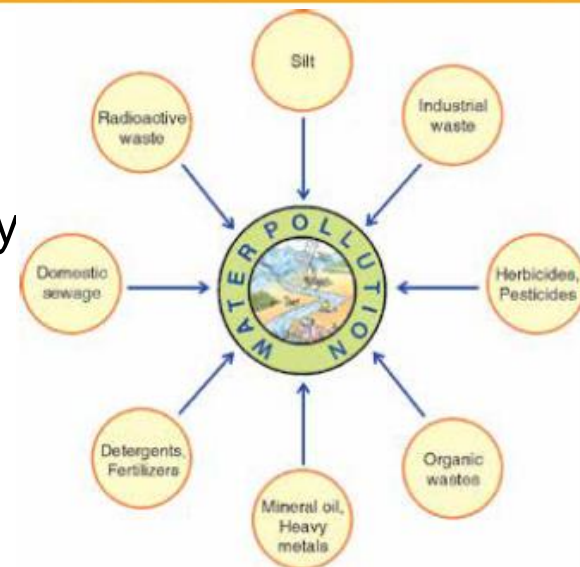 Silt
Industrial
waste
Radioactive
waste
y
WATER POLLUTION
Domestic
sewage
Herbicides,
Pesticides
Detergents,
Fertilizers
Organic
wastes
Mineral oil,
Heavy
metals